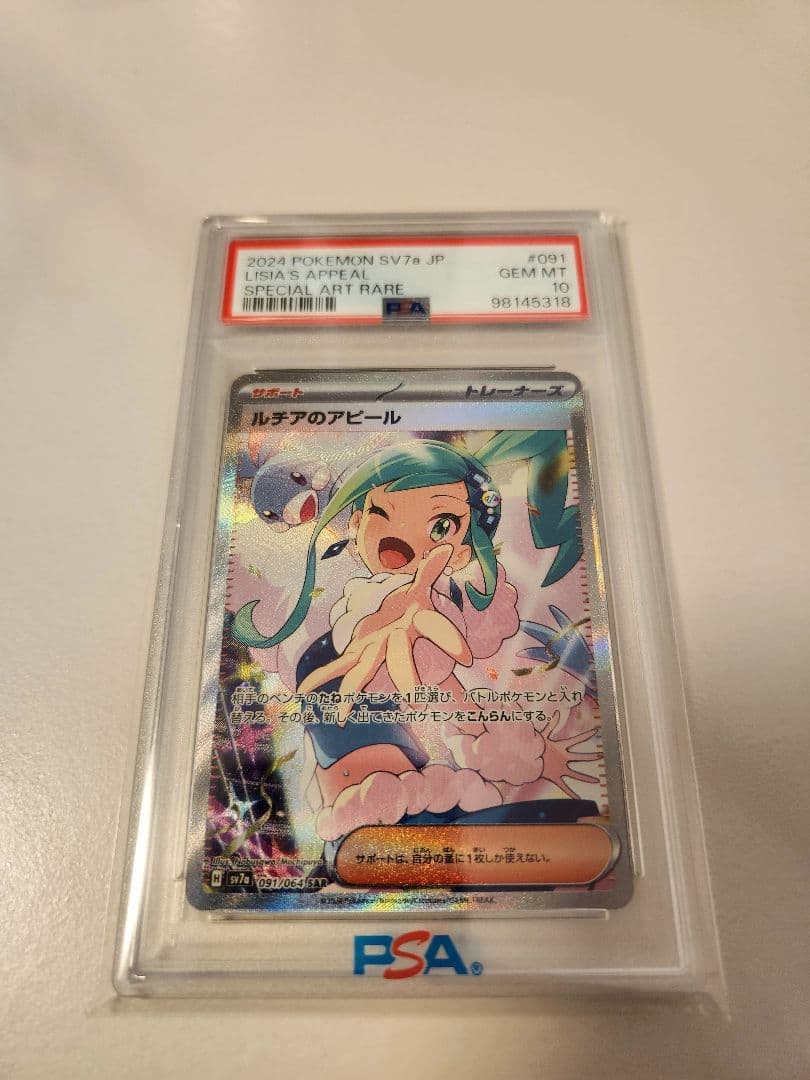 2024 POKEMON SV7a JP #091
LISIA'S APPEAL GEM MT
SPECIAL ART RARE 10
98145318
PSA
サポート トレーナーズ
ルチアのアピール
相手のベンチのたねポケモンを1匹選び、バトルポケモンと入れ
替える。その後、新しく出てきたポケモンをこんらんにする。
サポートは、自分の番に1枚しか使えない。
Illus. Nobusawa/Mochipuyo
H sv7a 091/064 SAR
PSA®